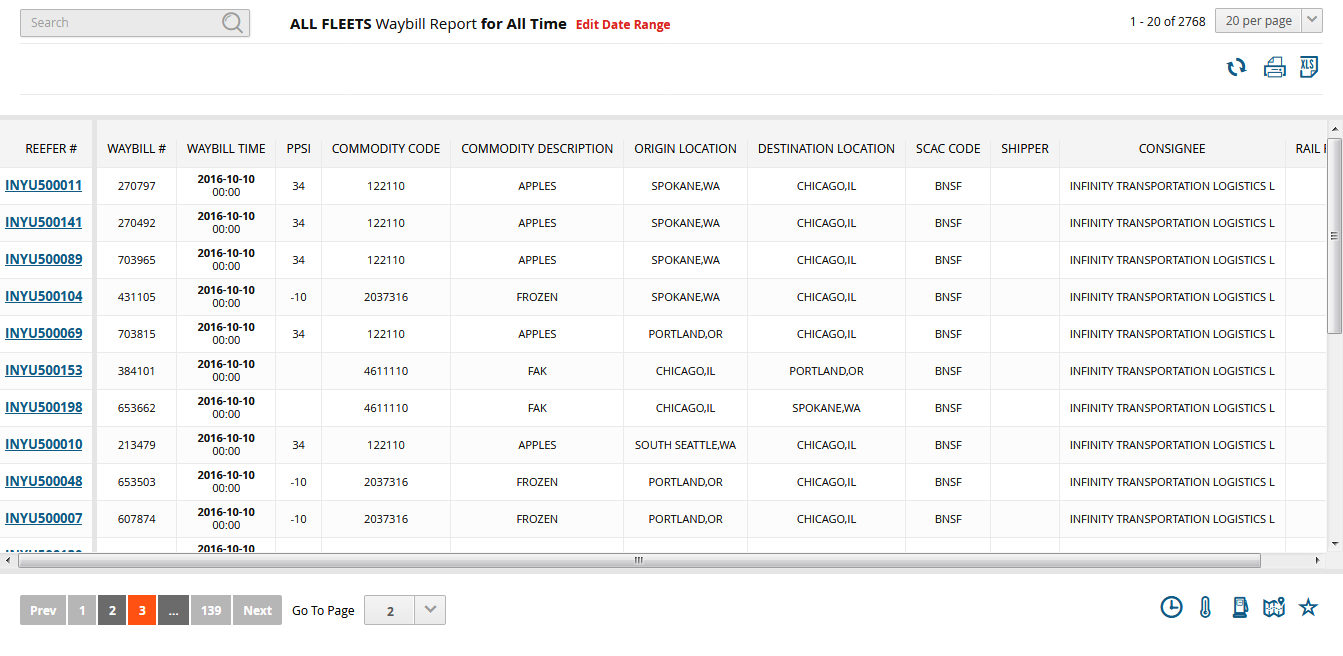 Search
ALL FLEETS Waybill Report for All Time Edit Date Range
1 - 20 of 2768 20 per page
XLS
REEFER # WAYBILL # WAYBILL TIME PPSI COMMODITY CODE COMMODITY DESCRIPTION ORIGIN LOCATION DESTINATION LOCATION SCAC CODE SHIPPER CONSIGNEE RAIL
INYU500011 270797 2016-10-10 00:00 34 122110 APPLES SPOKANE,WA CHICAGO,IL BNSF INFINITY TRANSPORTATION LOGISTICS L
INYU500141 270492 2016-10-10 00:00 34 122110 APPLES SPOKANE,WA CHICAGO,IL BNSF INFINITY TRANSPORTATION LOGISTICS L
INYU500089 703965 2016-10-10 00:00 34 122110 APPLES SPOKANE,WA CHICAGO,IL BNSF INFINITY TRANSPORTATION LOGISTICS L
INYU500104 431105 2016-10-10 00:00 -10 2037316 FROZEN SPOKANE,WA CHICAGO,IL BNSF INFINITY TRANSPORTATION LOGISTICS L
INYU500069 703815 2016-10-10 00:00 34 122110 APPLES PORTLAND,OR CHICAGO,IL BNSF INFINITY TRANSPORTATION LOGISTICS L
INYU500153 384101 2016-10-10 00:00 4611110 FAK CHICAGO,IL PORTLAND,OR BNSF INFINITY TRANSPORTATION LOGISTICS L
INYU500198 653662 2016-10-10 00:00 4611110 FAK CHICAGO,IL SPOKANE,WA BNSF INFINITY TRANSPORTATION LOGISTICS L
INYU500010 213479 2016-10-10 00:00 34 122110 APPLES SOUTH SEATTLE,WA CHICAGO,IL BNSF INFINITY TRANSPORTATION LOGISTICS L
INYU500048 653503 2016-10-10 00:00 -10 2037316 FROZEN PORTLAND,OR CHICAGO,IL BNSF INFINITY TRANSPORTATION LOGISTICS L
INYU500007 607874 2016-10-10 00:00 -10 2037316 FROZEN PORTLAND,OR CHICAGO,IL BNSF INFINITY TRANSPORTATION LOGISTICS L
2016-10-10
Prev 1 2 3 ... 139 Next Go To Page 2